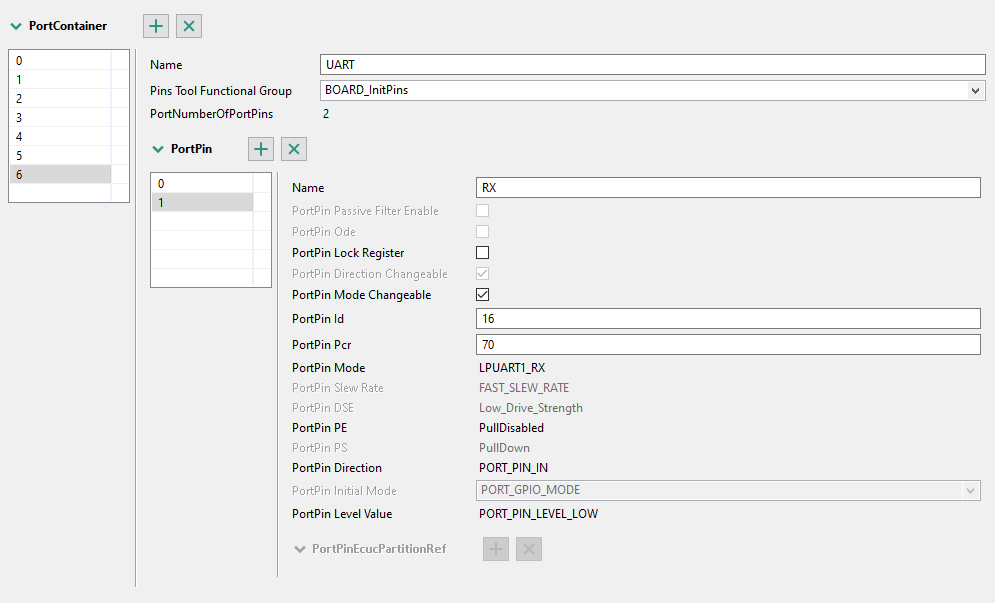 PortContainer
0
1
2
3
4
5
6
Name UART
Pins Tool Functional Group BOARD_InitPins
PortNumberOfPortPins 2
PortPin
0
1
Name RX
PortPin Passive Filter Enable
PortPin Ode
PortPin Lock Register
PortPin Direction Changeable
PortPin Mode Changeable
PortPin Id 16
PortPin Pcr 70
PortPin Mode LPUART1_RX
PortPin Slew Rate FAST_SLEW_RATE
PortPin DSE Low_Drive_Strength
PortPin PE PullDisabled
PortPin PS PullDown
PortPin Direction PORT_PIN_IN
PortPin Initial Mode PORT_GPIO_MODE
PortPin Level Value PORT_PIN_LEVEL_LOW
PortPinEcucPartitionRef